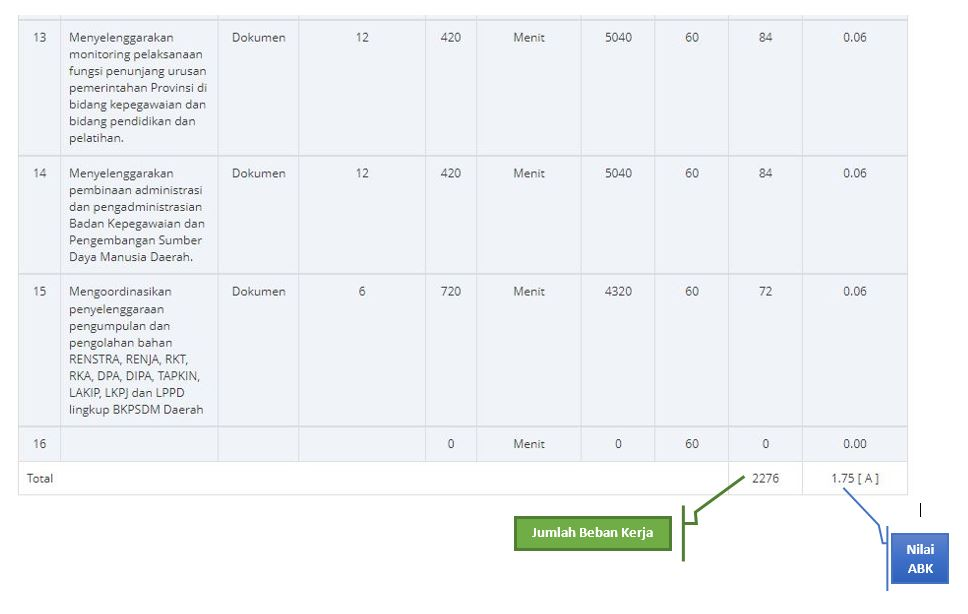 13 Menyelenggarakan Dokumen 12 420 Menit 5040 60 84 0.06
monitoring pelaksanaan
fungsi penunjang urusan
pemerintahan Provinsi di
bidang kepegawaian dan
bidang pendidikan dan
pelatihan.
14 Menyelenggarakan Dokumen 12 420 Menit 5040 60 84 0.06
pembinaan administrasi
dan pengadministrasian
Badan Kepegawaian dan
Pengembangan Sumber
Daya Manusia Daerah.
15 Mengoordinasikan Dokumen 6 720 Menit 4320 60 72 0.06
penyelenggaraan
pengumpulan dan
pengolahan bahan
RENSTRA, RENJA, RKT,
RKA, DPA, DIPA, TAPKIN,
LAKIP, LKPJ dan LPPD
lingkup BKPSDM Daerah
16 0 Menit 0 60 0 0.00
Total 2276 1.75 [ A ]
Jumlah Beban Kerja
Nilai
ABK